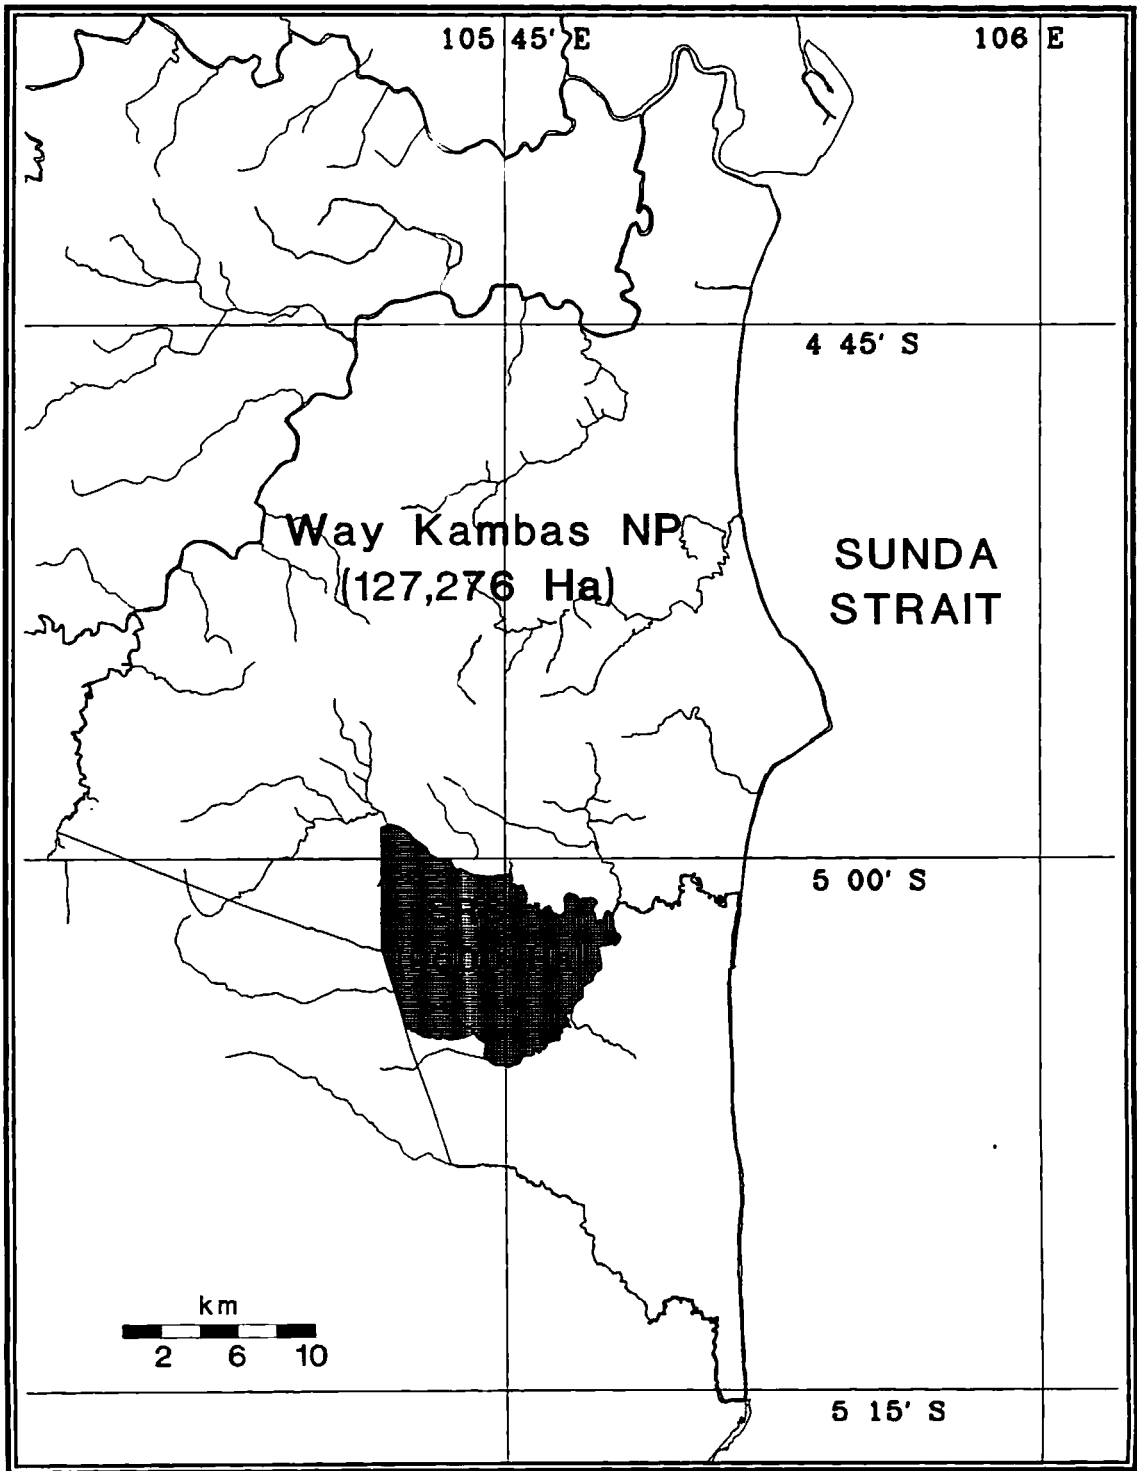 105 45' E
106 E
4 45' S
Way Kambas NP
(127,276 Ha)
SUNDA
STRAIT
5 00' S
km
2 6 10
5 15' S